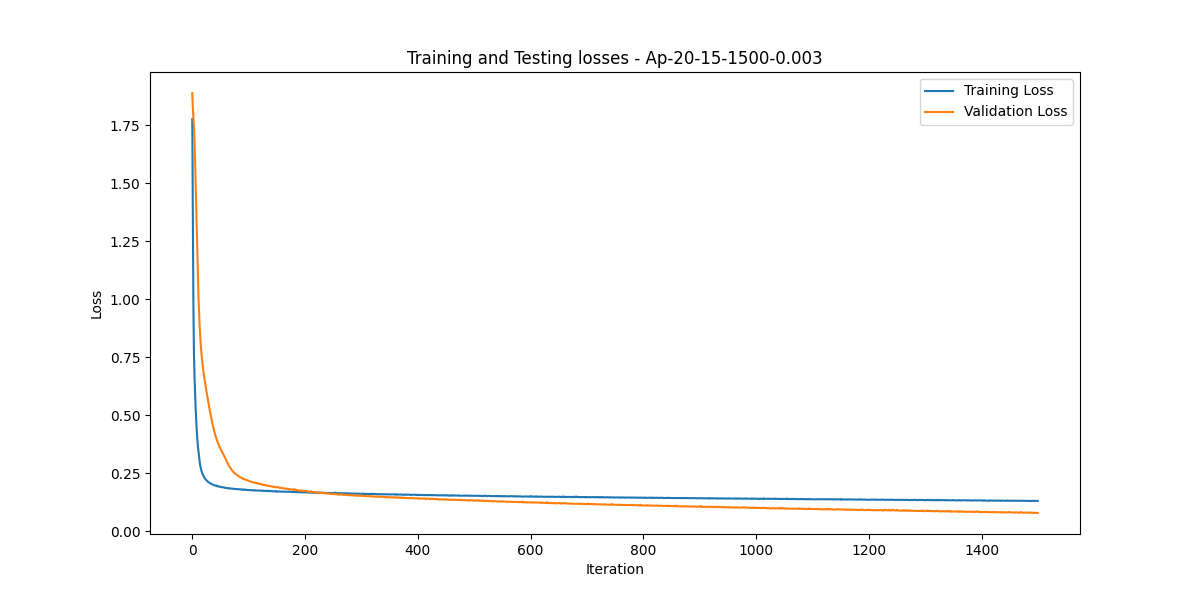 Training and Testing losses - Ap-20-15-1500-0.003
Training Loss
Validation Loss
1.75
1.50
1.25
1.00
0.75
0.50
0.25
0.00
Loss
0 200 400 600 800 1000 1200 1400
Iteration